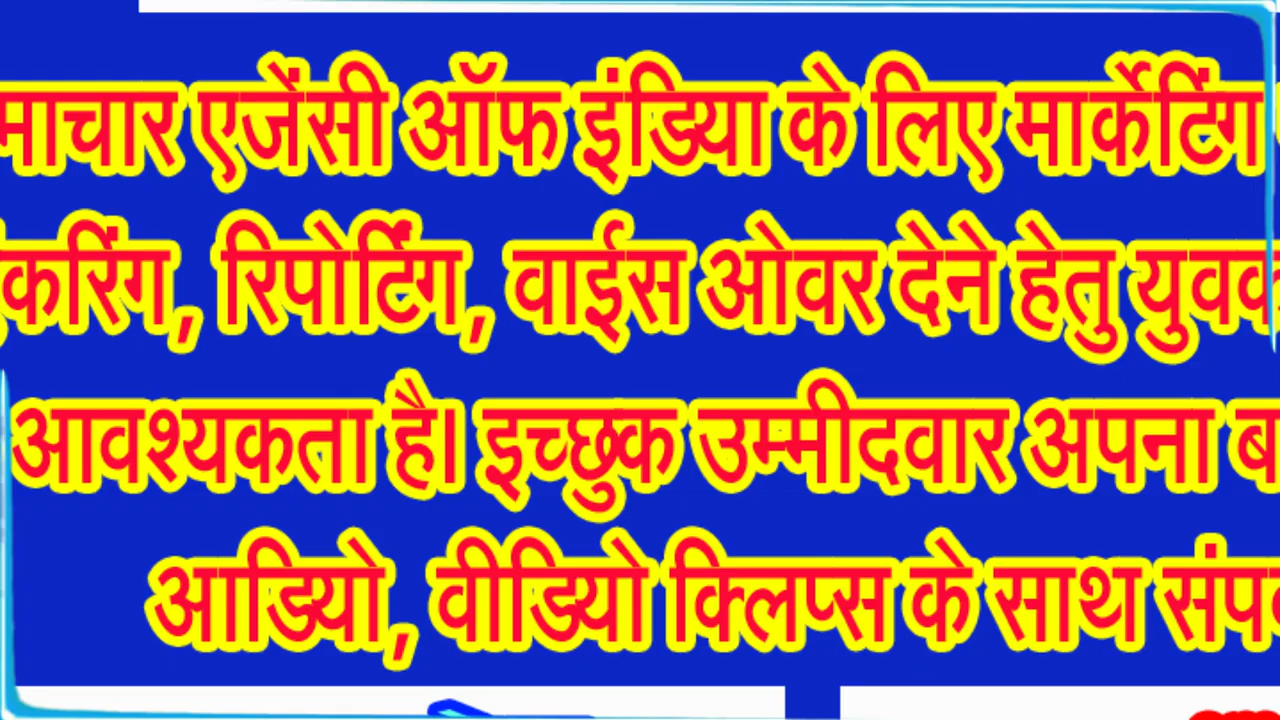 माचार एजेंसी ऑफ इंडिया के लिए मार्केटिंग
करिंग, रिपोर्टिंग, वाईस ओवर देने हेतु युवक
आवश्यकता है। इच्छुक उम्मीदवार अपना ब
आडियो, वीडियो क्लिप्स के साथ संप